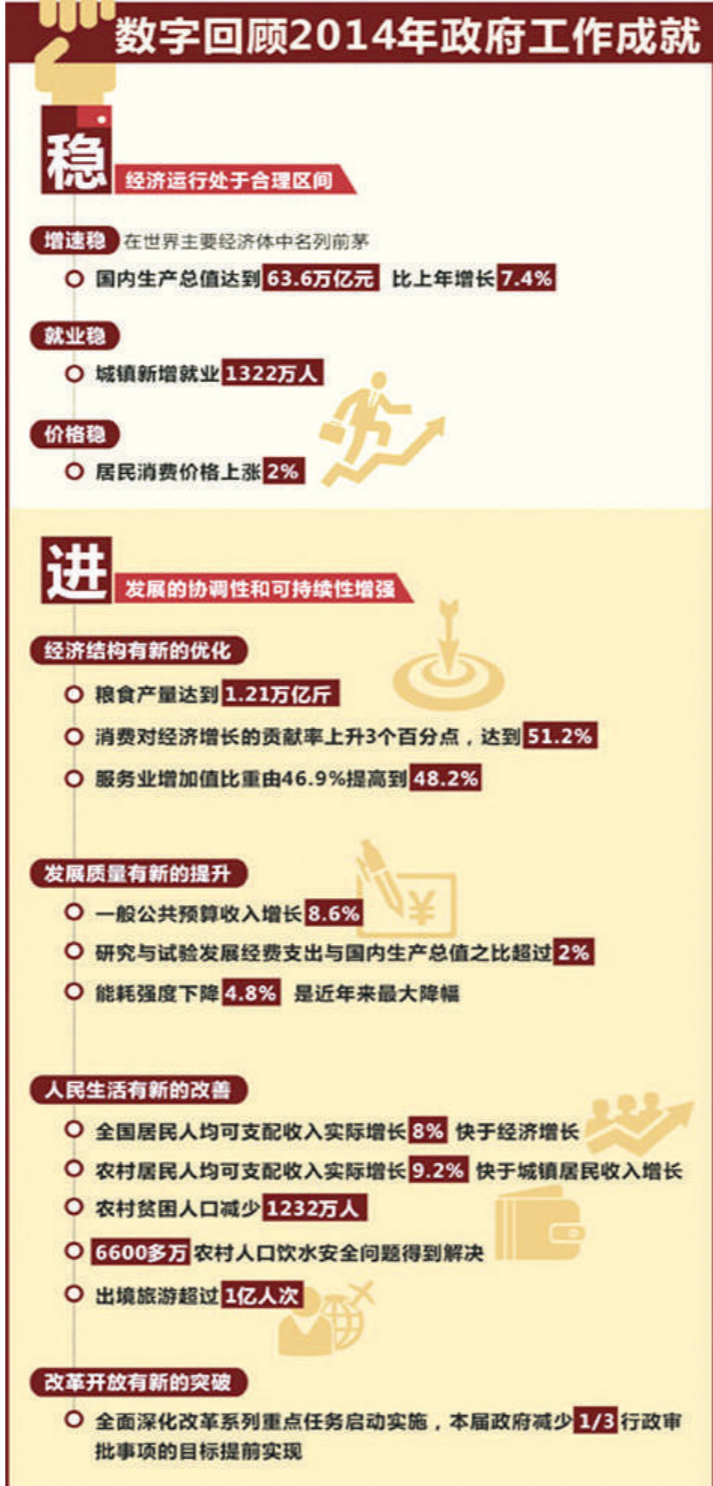 数字回顾2014年政府工作成就
稳
经济运行处于合理区间
增速稳 在世界主要经济体中名列前茅
国内生产总值达到63.6万亿元 比上年增长7.4%
就业稳
城镇新增就业1322万人
价格稳
居民消费价格上涨2%
进
发展的协调性和可持续性增强
经济结构有新的优化
粮食产量达到1.21万亿斤
消费对经济增长的贡献率上升3个百分点，达到51.2%
服务业增加值比重由46.9%提高到48.2%
发展质量有新的提升
¥
一般公共预算收入增长8.6%
研究与试验发展经费支出与国内生产总值之比超过2%
能耗强度下降4.8% 是近年来最大降幅
人民生活有新的改善
全国居民人均可支配收入实际增长8% 快于经济增长
农村居民人均可支配收入实际增长9.2% 快于城镇居民收入增长
农村贫困人口减少1232万人
6600多万农村人口饮水安全问题得到解决
出境旅游超过1亿人次
改革开放有新的突破
全面深化改革系列重点任务启动实施，本届政府减少1/3行政审
批事项的目标提前实现